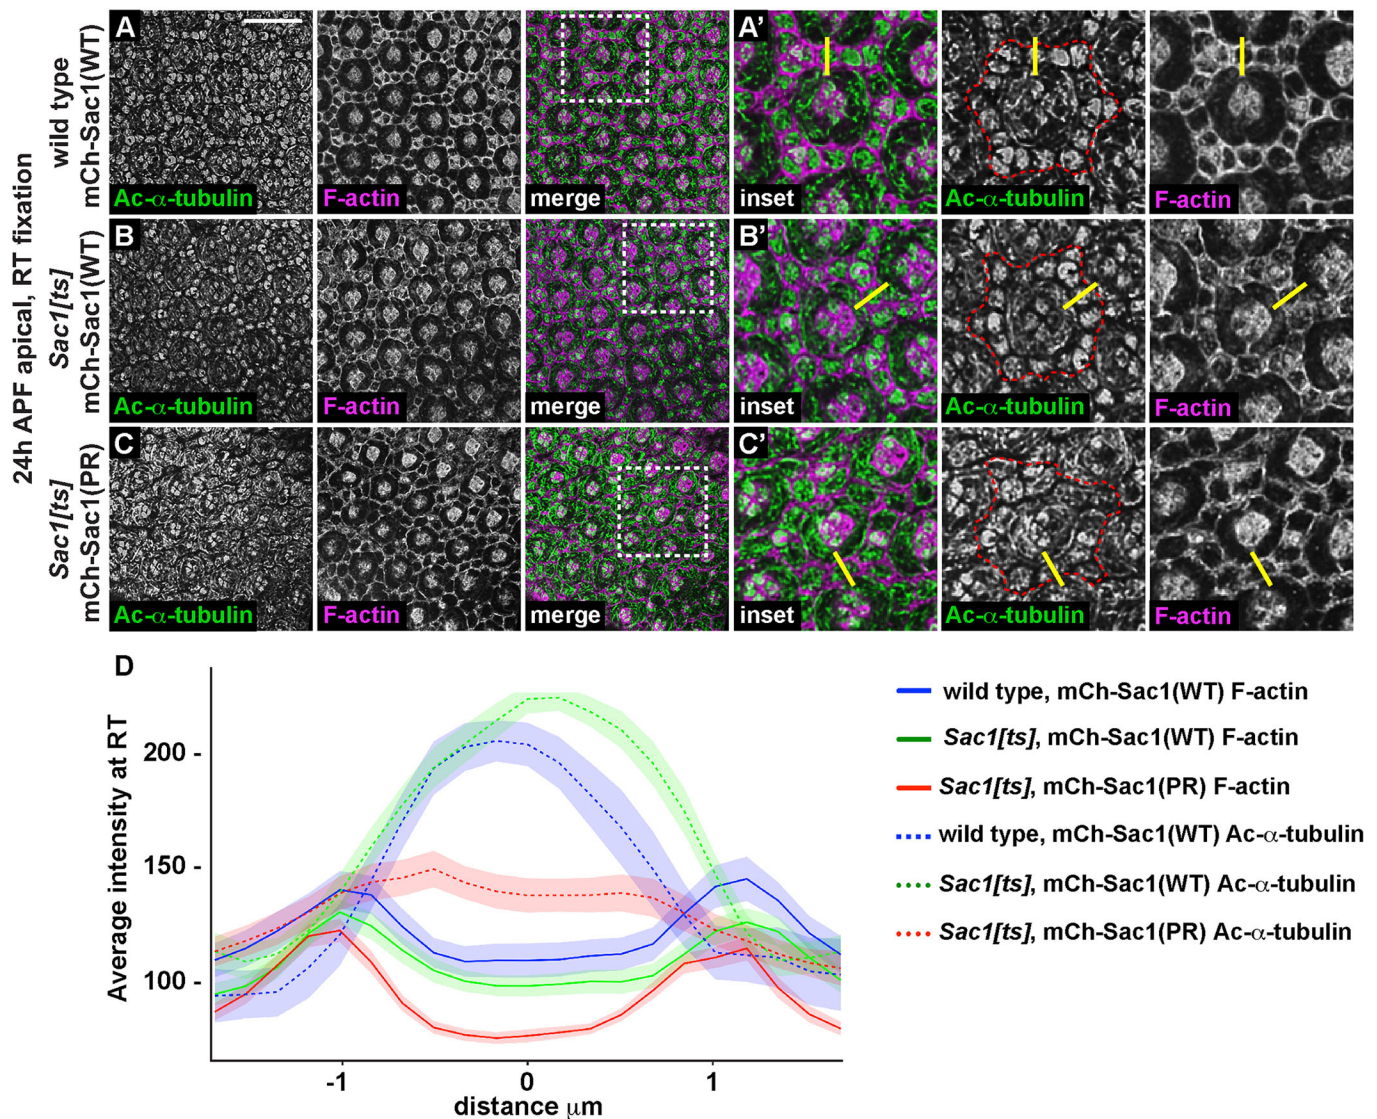 24h APF apical, RT fixation
wild type
mCh-Sac1(WT)
A
Ac-α-tubulin
F-actin
merge
A'
inset
Ac-α-tubulin
F-actin
Sac1[ts]
mCh-Sac1(WT)
B
Ac-α-tubulin
F-actin
merge
B'
inset
Ac-α-tubulin
F-actin
Sac1[ts]
mCh-Sac1(PR)
C
Ac-α-tubulin
F-actin
merge
C'
inset
Ac-α-tubulin
F-actin
D
Average intensity at RT
200 -
150 -
100 -
-1
0
1
distance μm
wild type, mCh-Sac1(WT) F-actin
Sac1[ts], mCh-Sac1(WT) F-actin
Sac1[ts], mCh-Sac1(PR) F-actin
wild type, mCh-Sac1(WT) Ac-α-tubulin
Sac1[ts], mCh-Sac1(WT) Ac-α-tubulin
Sac1[ts], mCh-Sac1(PR) Ac-α-tubulin